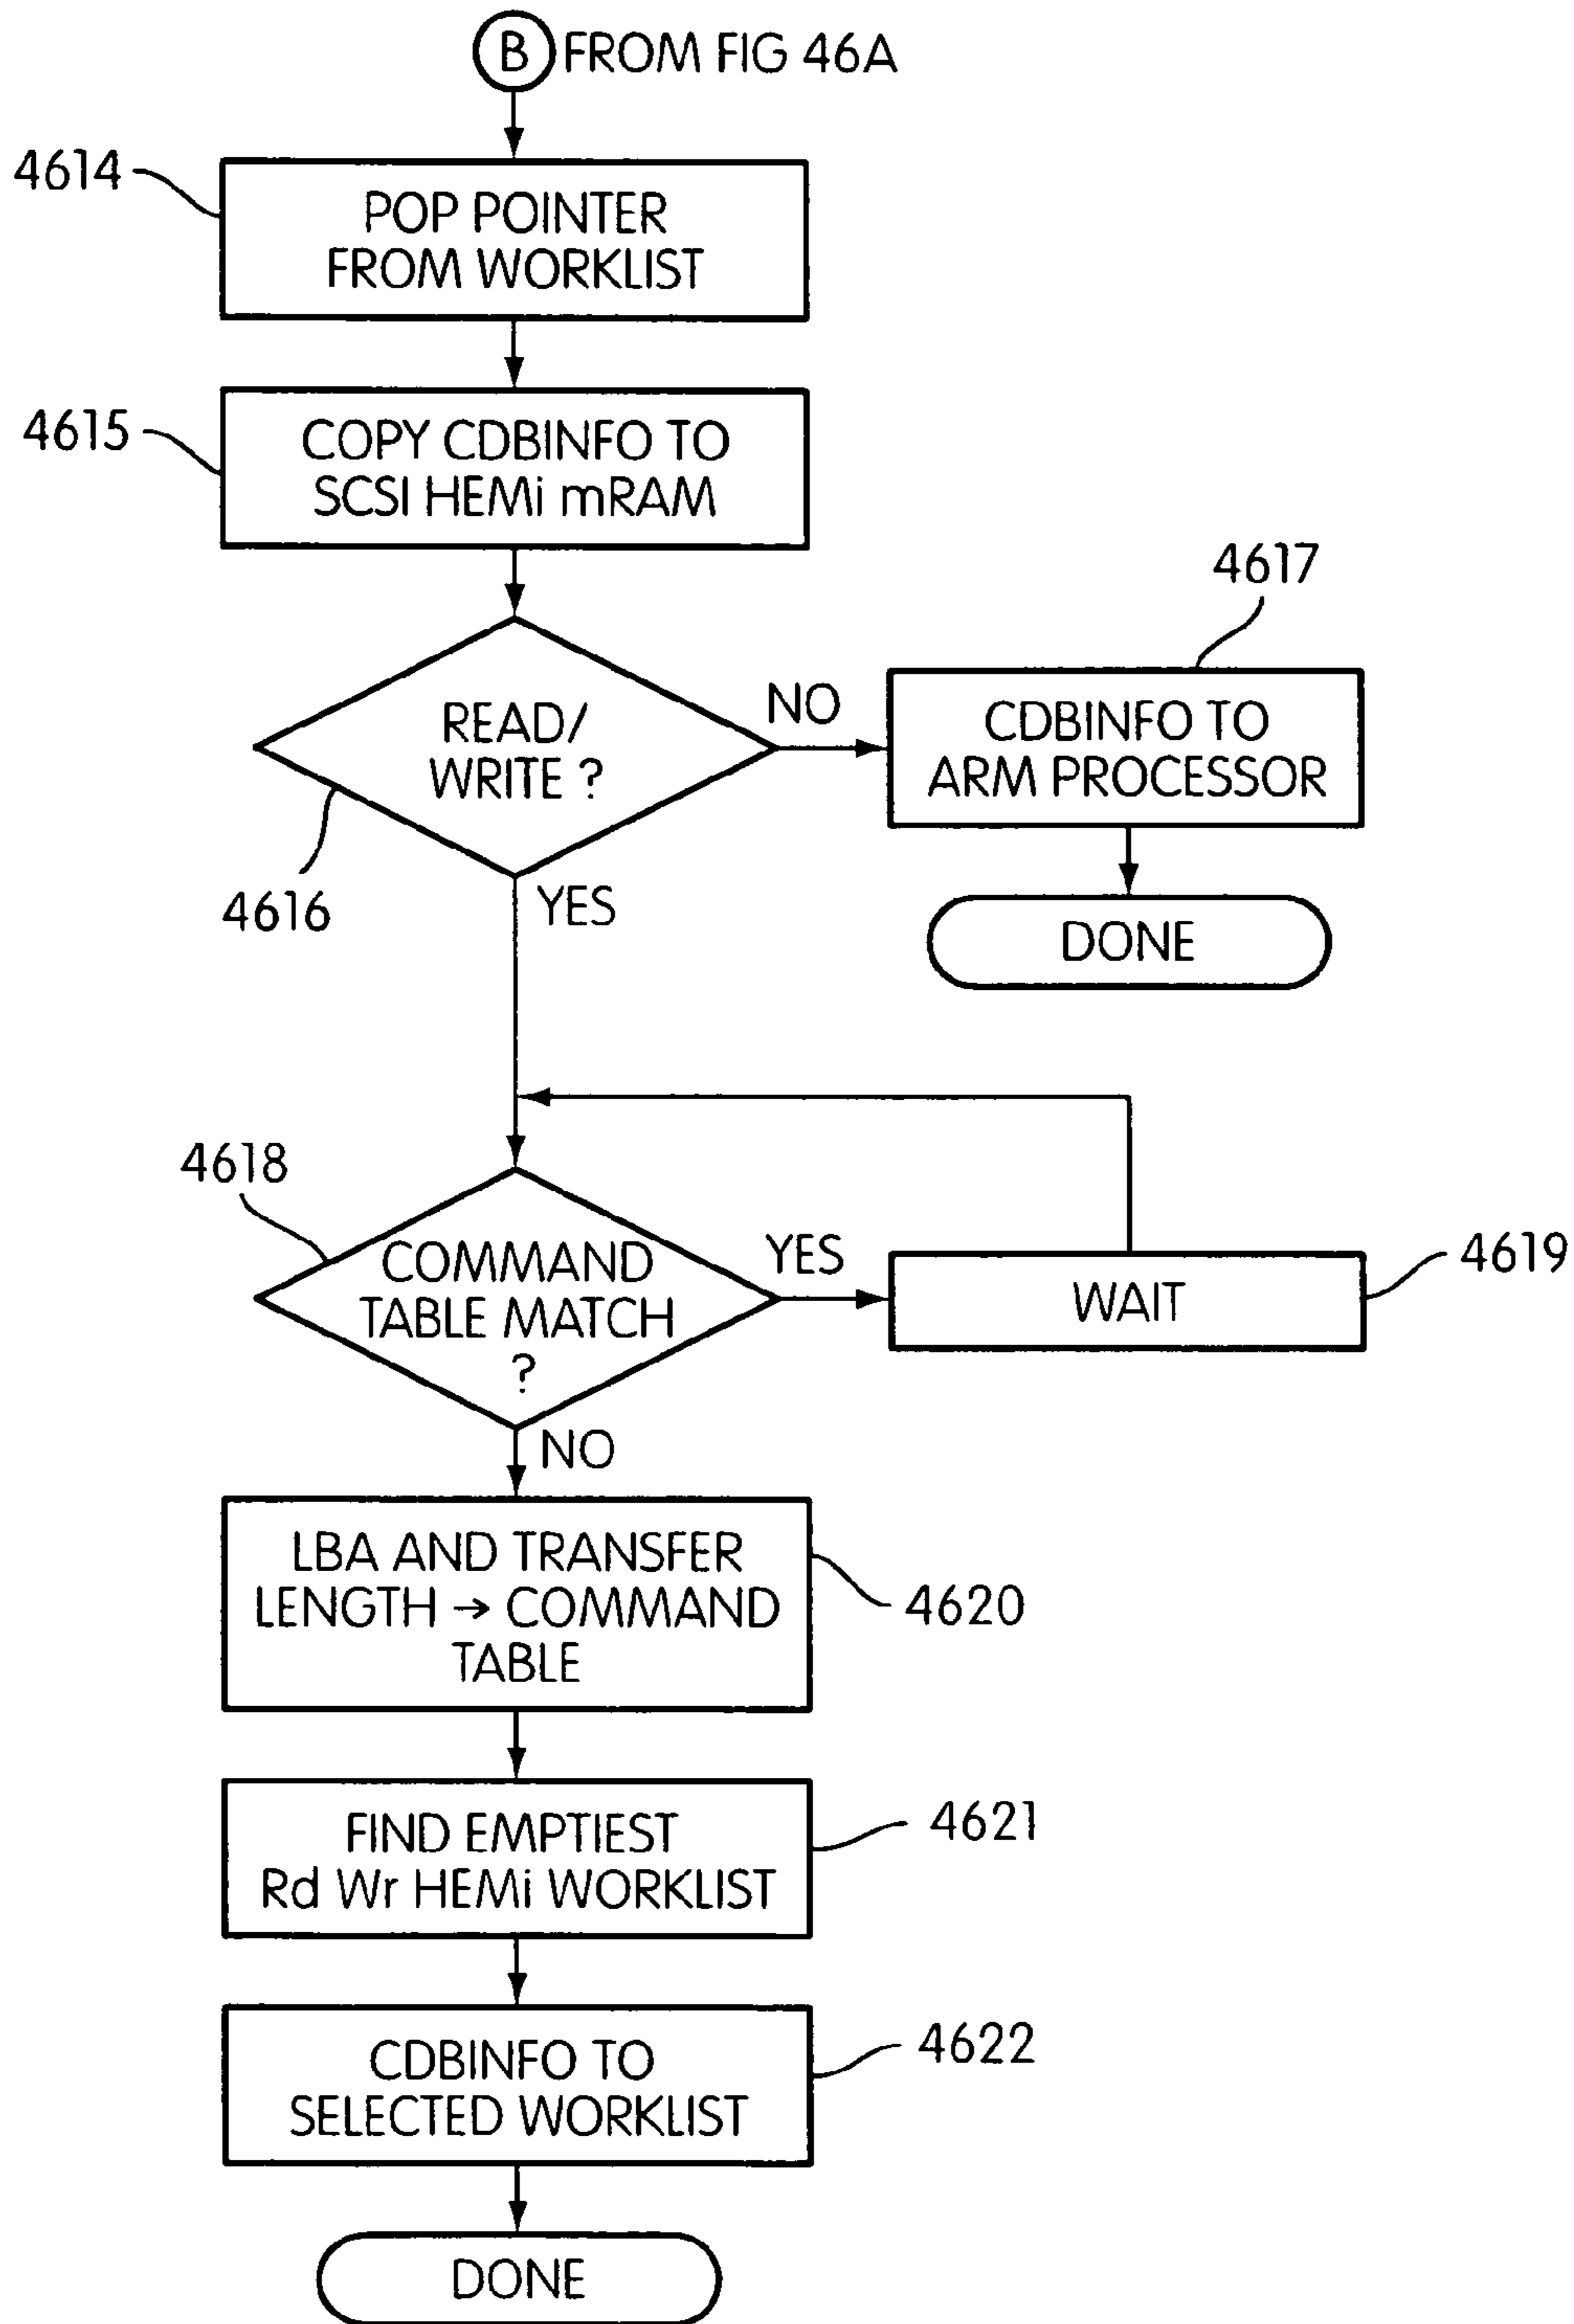 B FROM FIG 46A
4614
POP POINTER
FROM WORKLIST
4615
COPY CDBINFO TO
SCSI HEMi mRAM
4617
READ/
WRITE ?
NO
CDBINFO TO
ARM PROCESSOR
4616
YES
DONE
4618
COMMAND
TABLE MATCH
?
YES
WAIT
4619
NO
LBA AND TRANSFER
LENGTH → COMMAND
TABLE
4620
FIND EMPTIEST
Rd Wr HEMi WORKLIST
4621
CDBINFO TO
SELECTED WORKLIST
4622
DONE